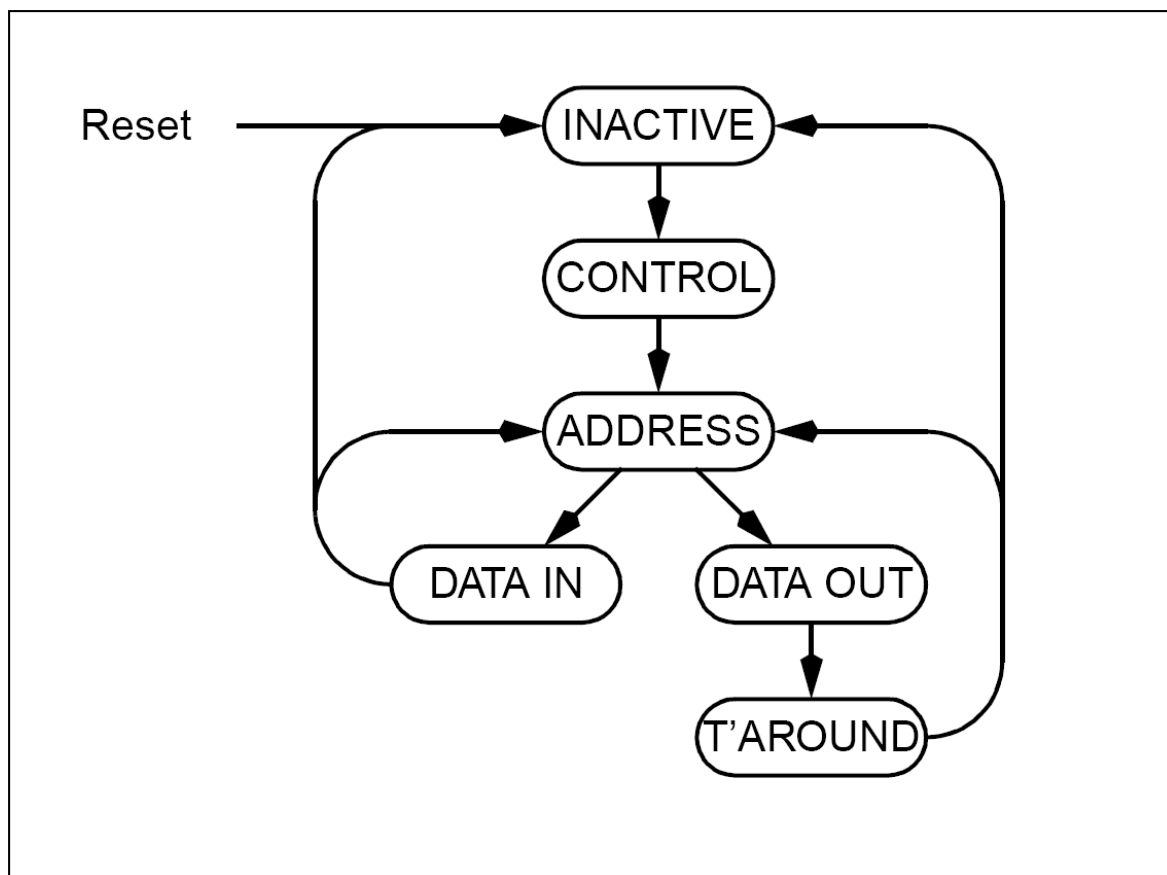 Reset
INACTIVE
CONTROL
ADDRESS
DATA IN
DATA OUT
T’AROUND